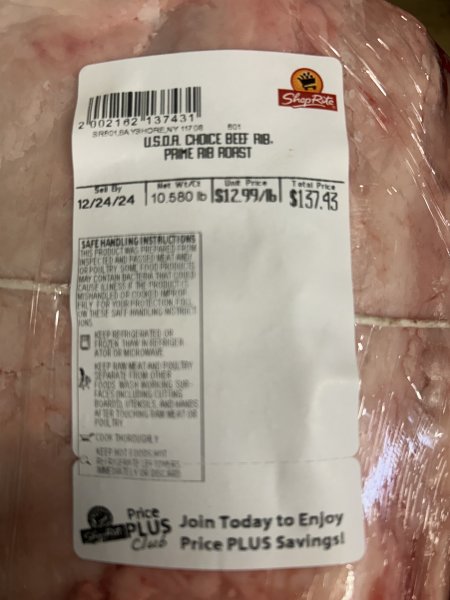 ShopRite
2 002162 137431
BAYSHORE, NY 11706 601
U.S.D.A. CHOICE BEEF RIB.
PRIME RIB ROAST
Sell By Net Wt/Ct Unit Price Total Price
12/24/24 10.580 lb $12.99/lb $137.43
SAFE HANDLING INSTRUCTIONS
THIS PRODUCT WAS PREPARED FROM
INSPECTED AND PASSED MEAT AND/
OR POULTRY. SOME FOOD PRODUCTS
MAY CONTAIN BACTERIA THAT COULD
CAUSE ILLNESS IF THE PRODUCT IS
MISHANDLED OR COOKED IMPROP
ERLY. FOR YOUR PROTECTION FOLL
OW THESE SAFE HANDLING INSTRUCT
IONS
KEEP REFRIGERATED OR
FROZEN. THAW IN REFRIGER
ATOR OR MICROWAVE.
KEEP RAW MEAT AND POULTRY
SEPARATE FROM OTHER
FOODS. WASH WORKING SUR
FACES (INCLUDING CUTTING
BOARDS), UTENSILS, AND HANDS
AFTER TOUCHING RAW MEAT OR
POULTRY.
COOK THOROUGHLY
KEEP HOT FOODS HOT.
REFRIGERATE LEFTOVERS
IMMEDIATELY OR DISCARD
Price
PLUS
Club
Join Today to Enjoy
Price PLUS Savings!